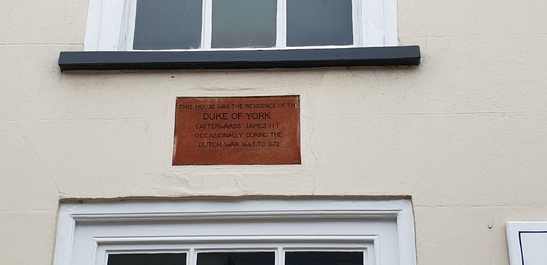 THIS HOUSE WAS THE RESIDENCE OF THE
DUKE OF YORK
(AFTERWARDS JAMES II)
OCCASIONALLY DURING THE
DUTCH WAR 1665 TO 1672